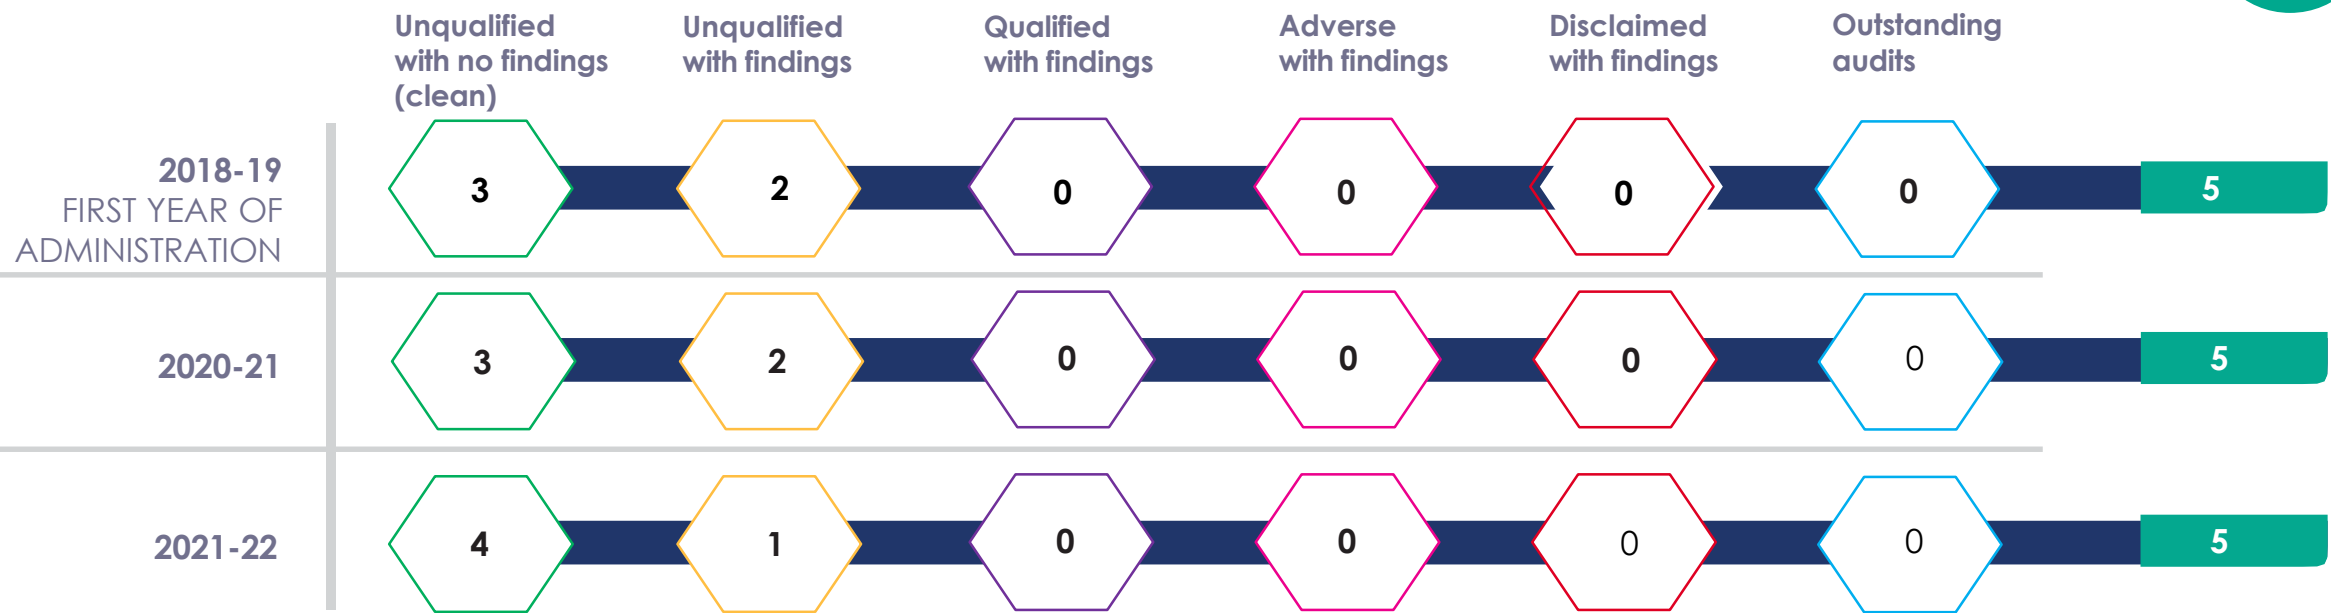 Unqualified
with no findings
(clean)
Unqualified
with findings
Qualified
with findings
Adverse
with findings
Disclaimed
with findings
Outstanding
audits
2018-19
FIRST YEAR OF
ADMINISTRATION
3 2 0 0 0 0 5
2020-21
3 2 0 0 0 0 5
2021-22
4 1 0 0 0 0 5